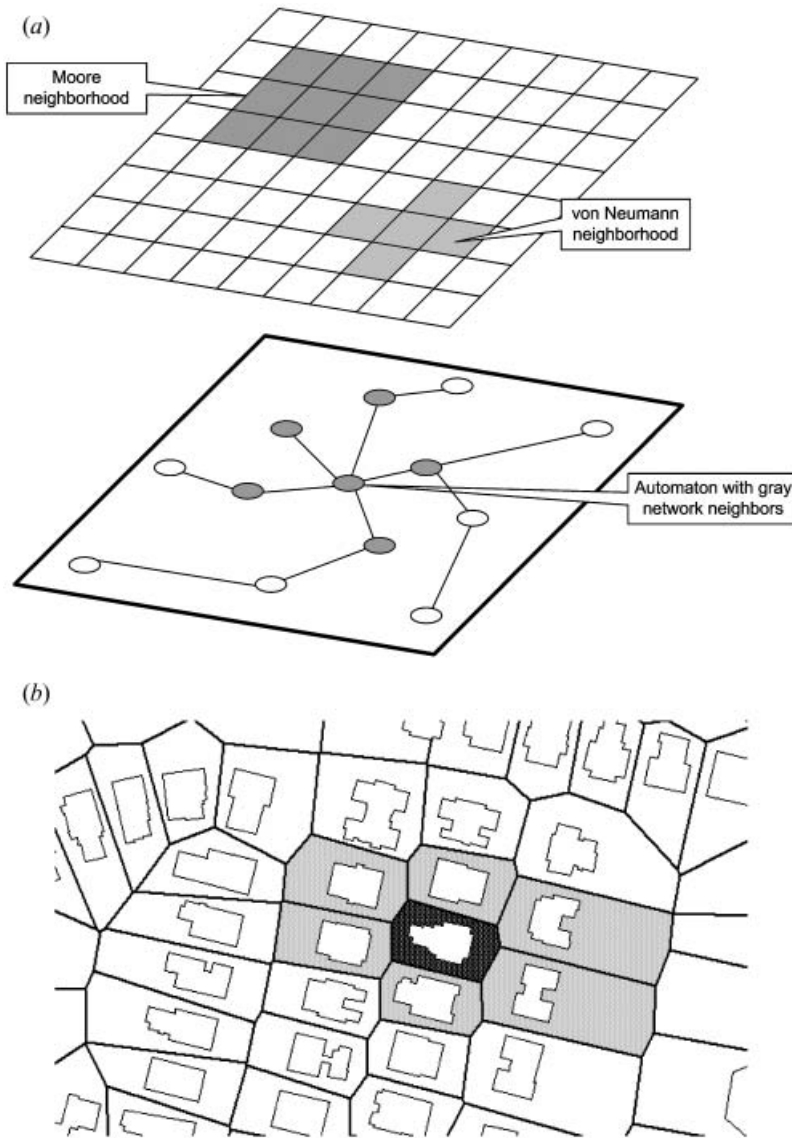 (a)
Moore
neighborhood
von Neumann
neighborhood
Automaton with gray
network neighbors
(b)